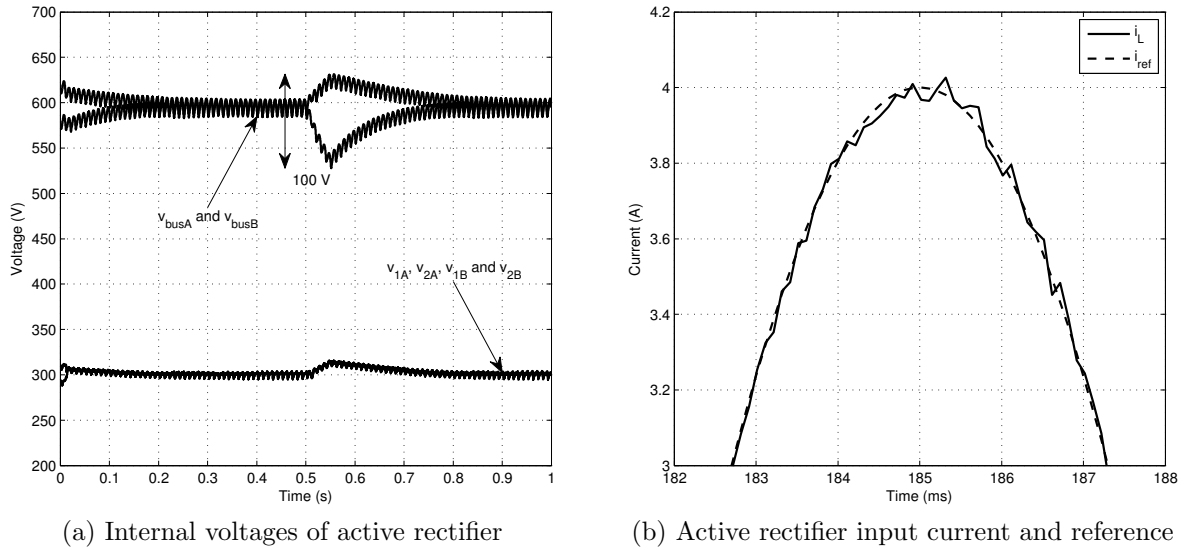 700
650
600
550
500
450
400
350
300
250
200
Voltage (V)
100 V
v_busA and v_busB
v_1A, v_2A, v_1B and v_2B
0 0.1 0.2 0.3 0.4 0.5 0.6 0.7 0.8 0.9 1
Time (s)
(a) Internal voltages of active rectifier
4.2
4
3.8
3.6
3.4
3.2
3
Current (A)
i_L
i_ref
182 183 184 185 186 187 188
Time (ms)
(b) Active rectifier input current and reference